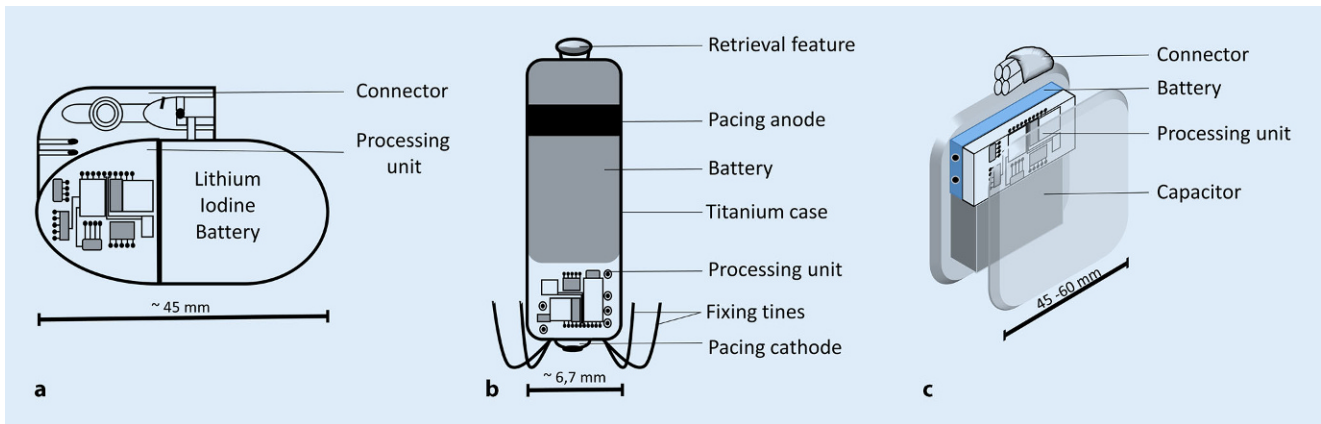 Connector
Processing
unit
Lithium
Iodine
Battery
~ 45 mm
a
Retrieval feature
Pacing anode
Battery
Titanium case
Processing unit
Fixing tines
Pacing cathode
~ 6,7 mm
b
Connector
Battery
Processing unit
Capacitor
45 -60 mm
c